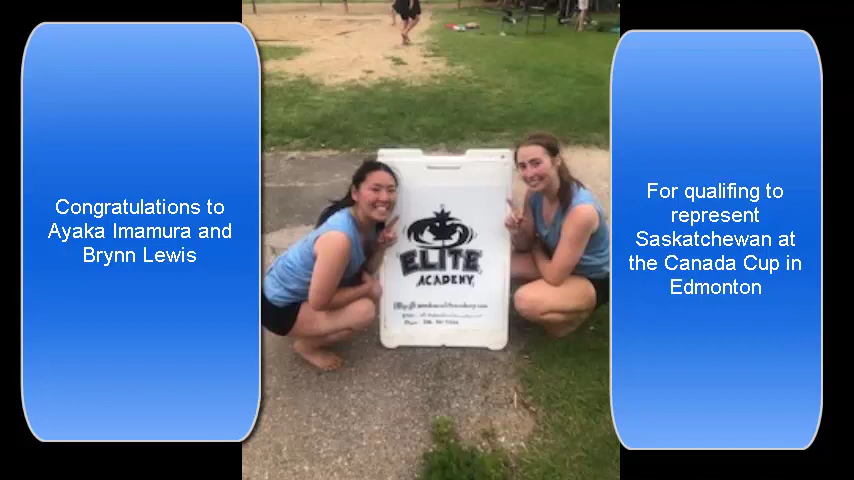 Congratulations to
Ayaka Imamura and
Brynn Lewis
ELITE
ACADEMY
For qualifing to
represent
Saskatchewan at
the Canada Cup in
Edmonton